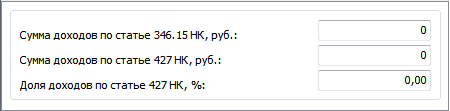 Сумма доходов по статье 346.15 НК, руб.: 0
Сумма доходов по статье 427 НК, руб.: 0
Доля доходов по статье 427 НК, %: 0,00